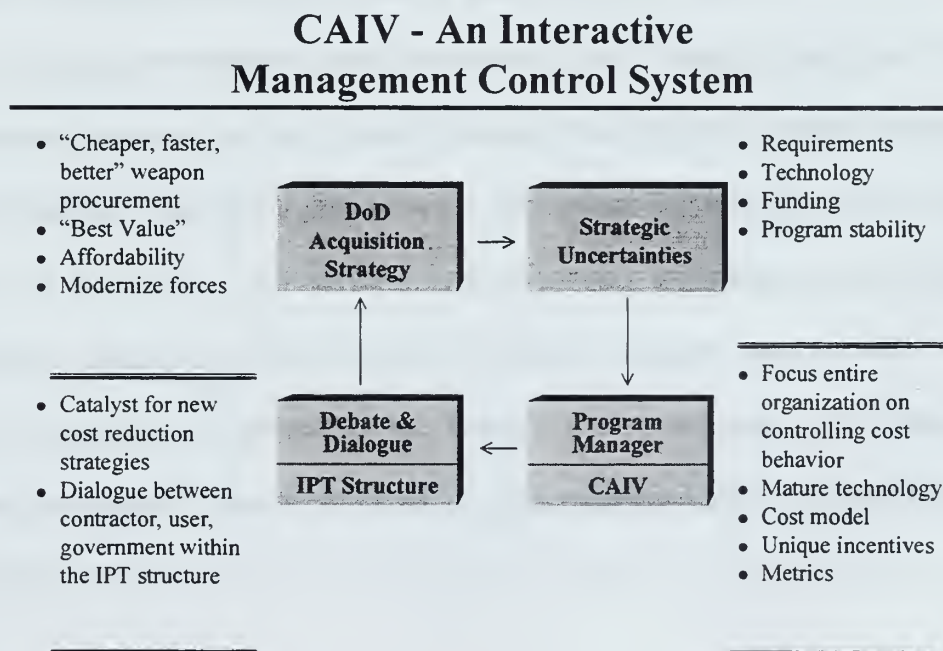 CAIV - An Interactive
Management Control System
• “Cheaper, faster,
better” weapon
procurement
• “Best Value”
• Affordability
• Modernize forces
DoD
Acquisition
Strategy
Strategic
Uncertainties
• Requirements
• Technology
• Funding
• Program stability
• Catalyst for new
cost reduction
strategies
• Dialogue between
contractor, user,
government within
the IPT structure
Debate &
Dialogue
IPT Structure
Program
Manager
CAIV
• Focus entire
organization on
controlling cost
behavior
• Mature technology
• Cost model
• Unique incentives
• Metrics